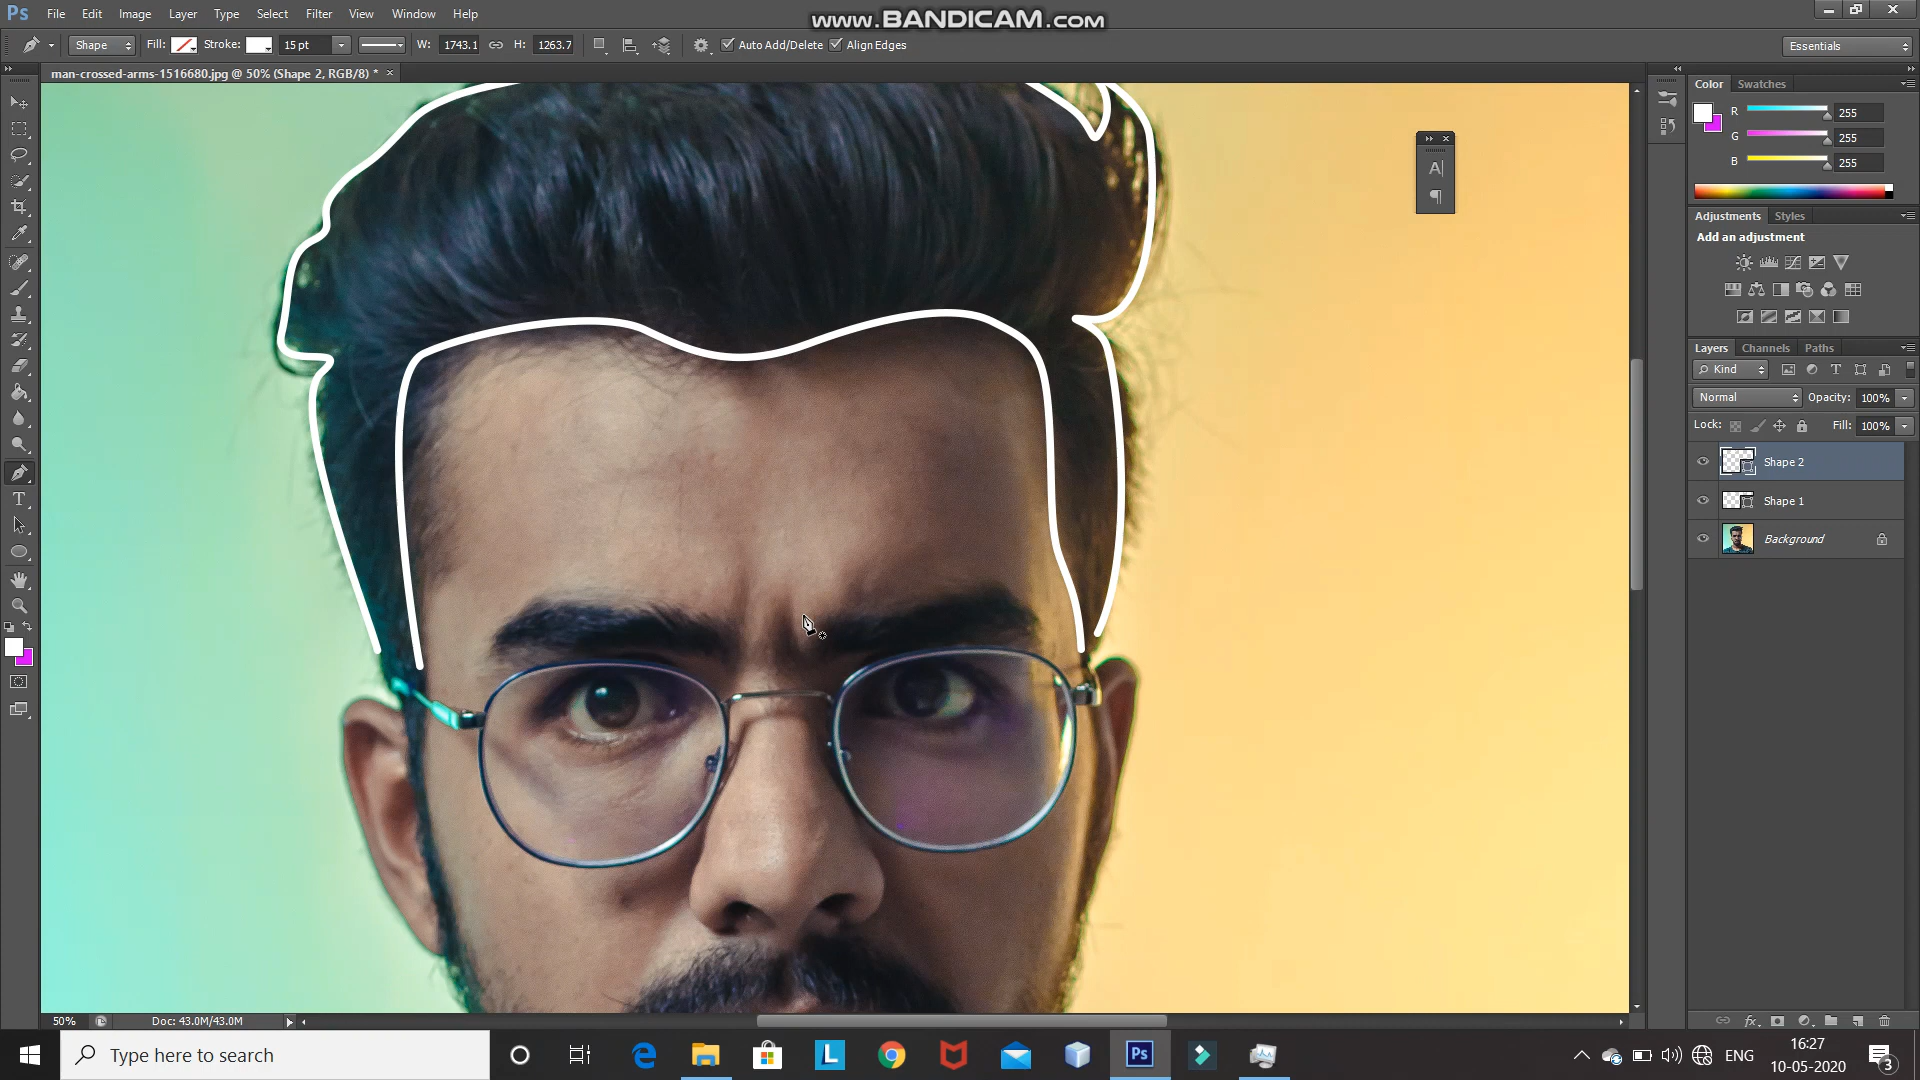 Ps File Edit Image Layer Type Select Filter View Window Help
www.BANDICAM.com
Shape Fill: Stroke: 15 pt W: 1743.1 H: 1263.7 Auto Add/Delete Align Edges Essentials
man-crossed-arms-1516680.jpg @ 50% (Shape 2, RGB/8) *
Color Swatches
R 255
G 255
B 255
Adjustments Styles
Add an adjustment
Layers Channels Paths
Kind
Normal Opacity: 100%
Lock: Fill: 100%
Shape 2
Shape 1
Background
50% Doc: 43.0M/43.0M
Type here to search
ENG
16:27
10-05-2020
3